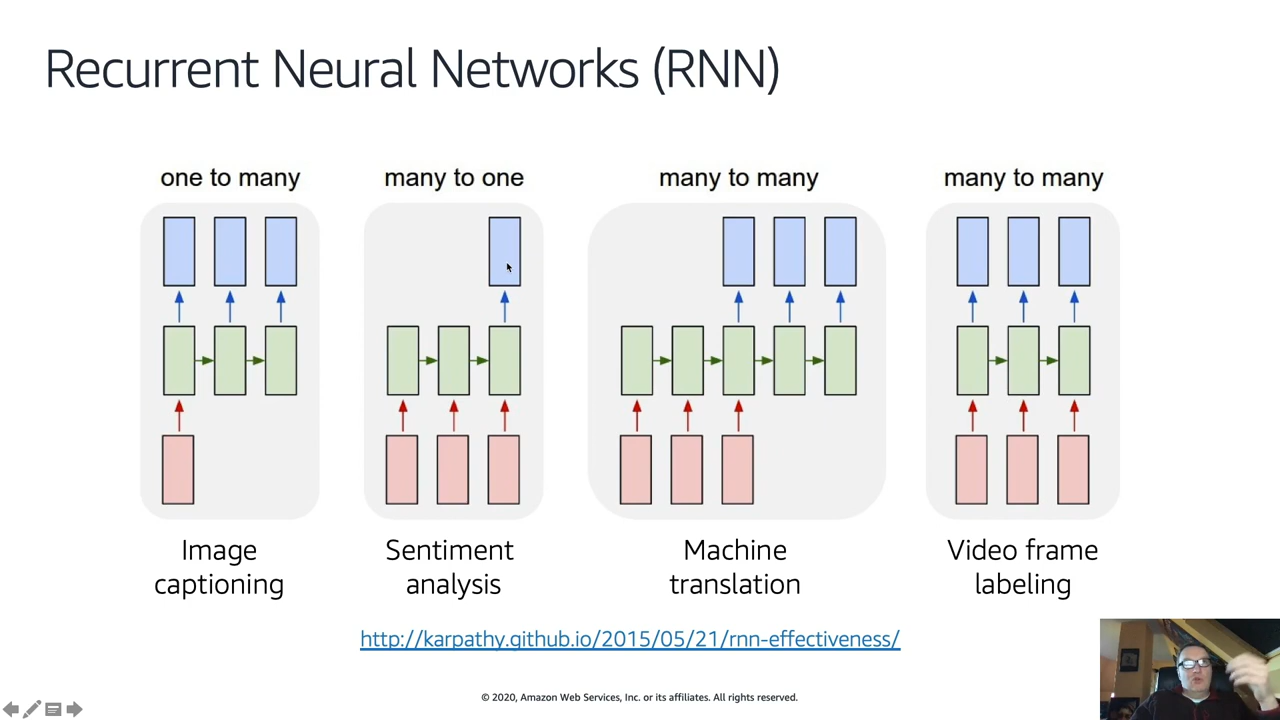 Recurrent Neural Networks (RNN)
one to many
many to one
many to many
many to many
Image
captioning
Sentiment
analysis
Machine
translation
Video frame
labeling
http://karpathy.github.io/2015/05/21/rnn-effectiveness/
© 2020, Amazon Web Services, Inc. or its affiliates. All rights reserved.